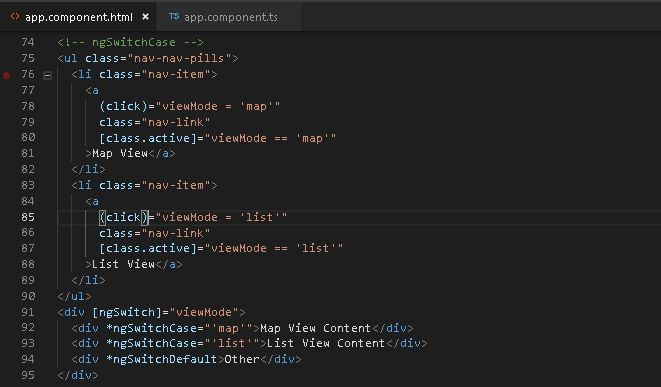 <> app.component.html × TS app.component.ts
74 <!-- ngSwitchCase -->
75 <ul class="nav-nav-pills">
76 <li class="nav-item">
77 <a
78 (click)="viewMode = 'map'"
79 class="nav-link"
80 [class.active]="viewMode == 'map'"
81 >Map View</a>
82 </li>
83 <li class="nav-item">
84 <a
85 (click)="viewMode = 'list'"
86 class="nav-link"
87 [class.active]="viewMode == 'list'"
88 >List View</a>
89 </li>
90 </ul>
91 <div [ngSwitch]="viewMode">
92 <div *ngSwitchCase="'map'">Map View Content</div>
93 <div *ngSwitchCase="'list'">List View Content</div>
94 <div *ngSwitchDefault>Other</div>
95 </div>